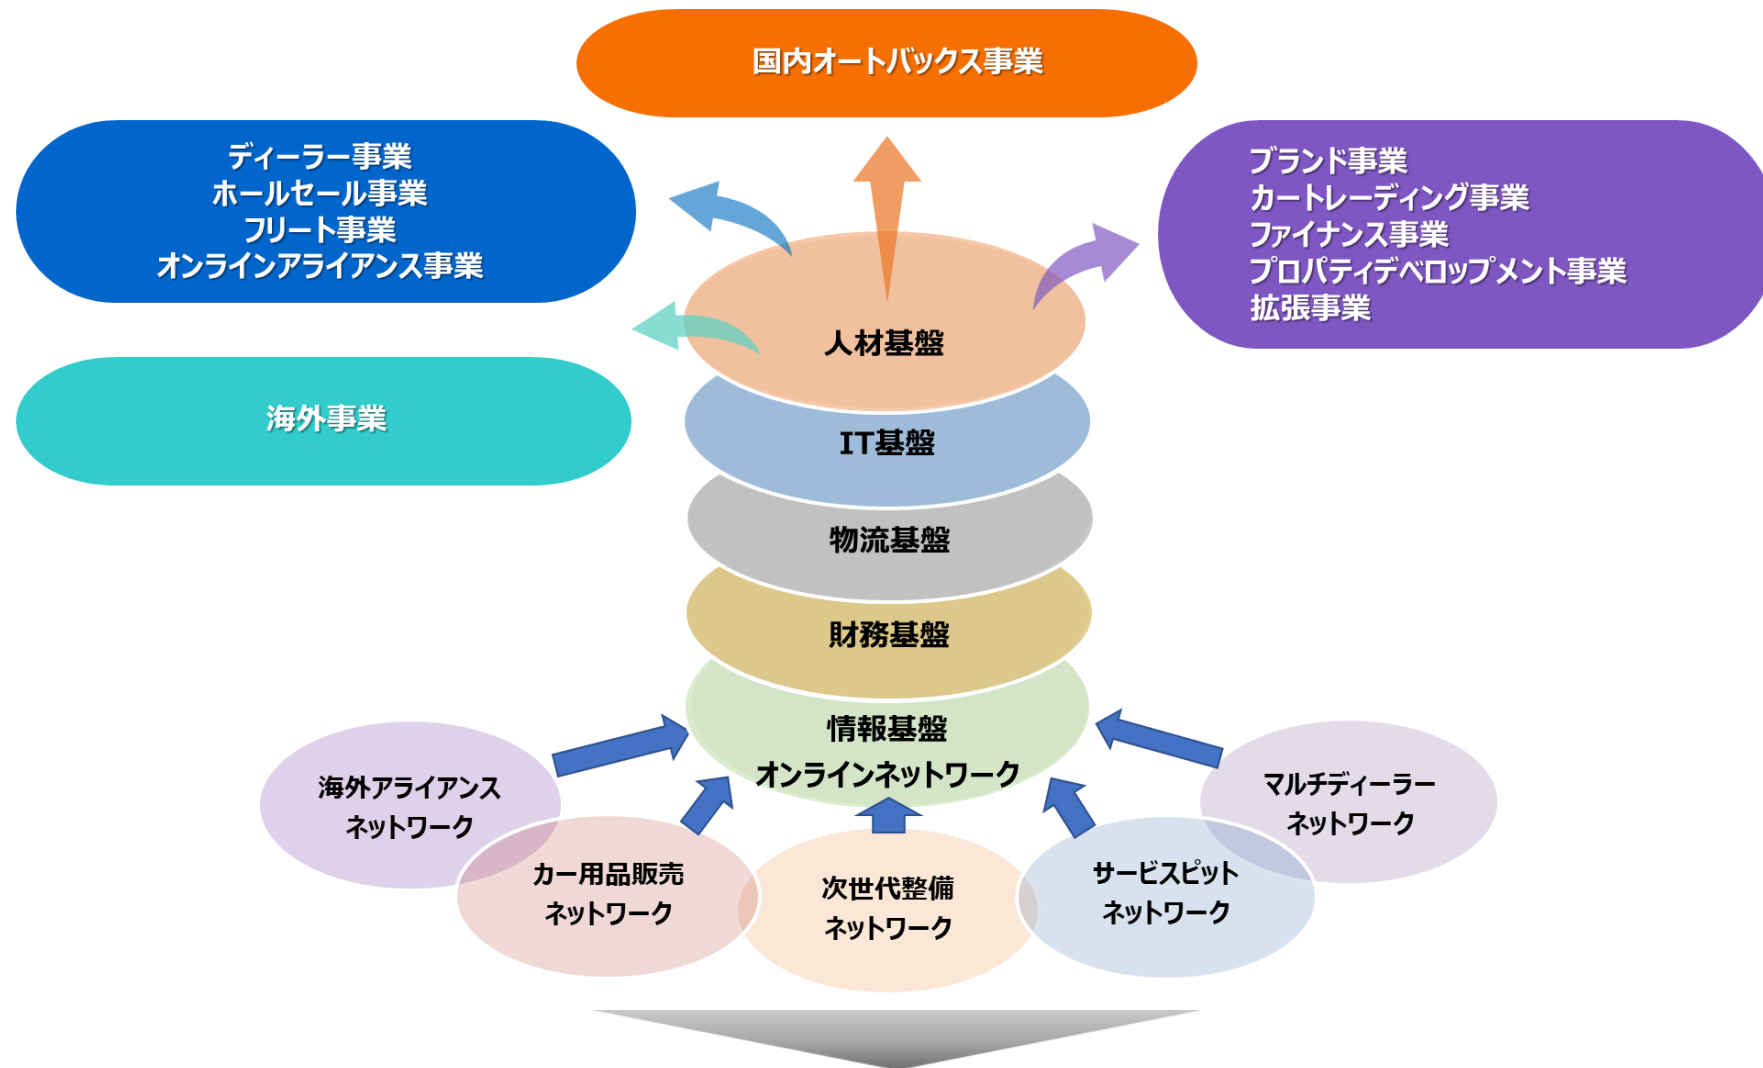 国内オートバックス事業
ディーラー事業
ホールセール事業
フリート事業
オンラインアライアンス事業
ブランド事業
カートレーディング事業
ファイナンス事業
プロパティデベロップメント事業
拡張事業
海外事業
人材基盤
IT基盤
物流基盤
財務基盤
情報基盤
オンラインネットワーク
海外アライアンス
ネットワーク
カー用品販売
ネットワーク
次世代整備
ネットワーク
サービスピット
ネットワーク
マルチディーラー
ネットワーク